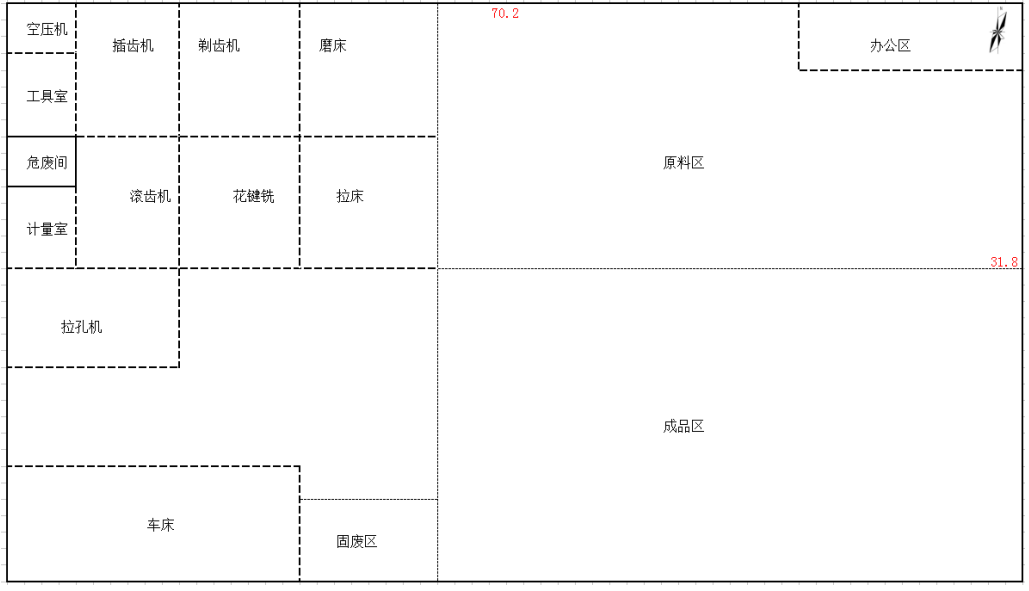 70.2
空压机
插齿机
剃齿机
磨床
办公区
N
工具室
危废间
原料区
滚齿机
花键铣
拉床
计量室
31.8
拉孔机
成品区
车床
固废区